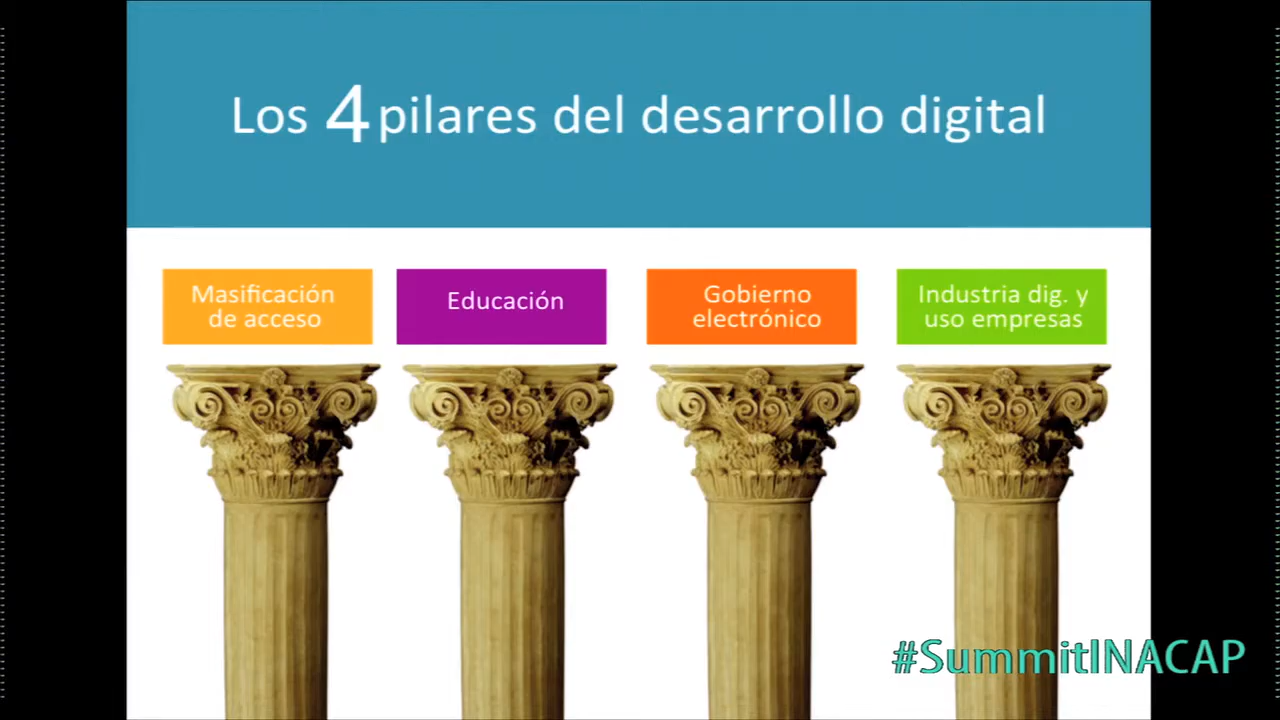 Los 4 pilares del desarrollo digital
Masificación
de acceso
Educación
Gobierno
electrónico
Industria dig. y
uso empresas
#SummitINACAP